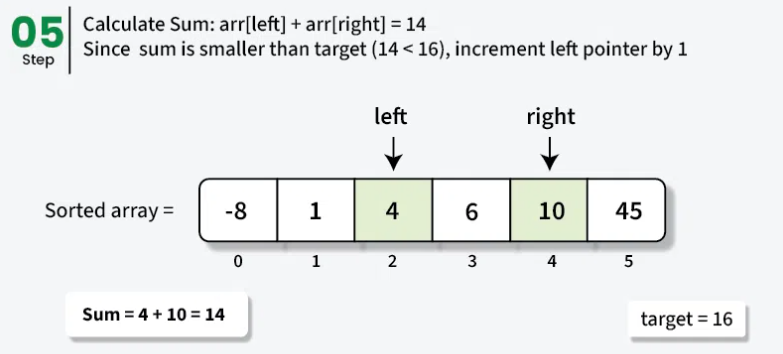 05
Step
Calculate Sum: arr[left] + arr[right] = 14
Since sum is smaller than target (14 < 16), increment left pointer by 1
left right
Sorted array = -8 1 4 6 10 45
0 1 2 3 4 5
Sum = 4 + 10 = 14
target = 16